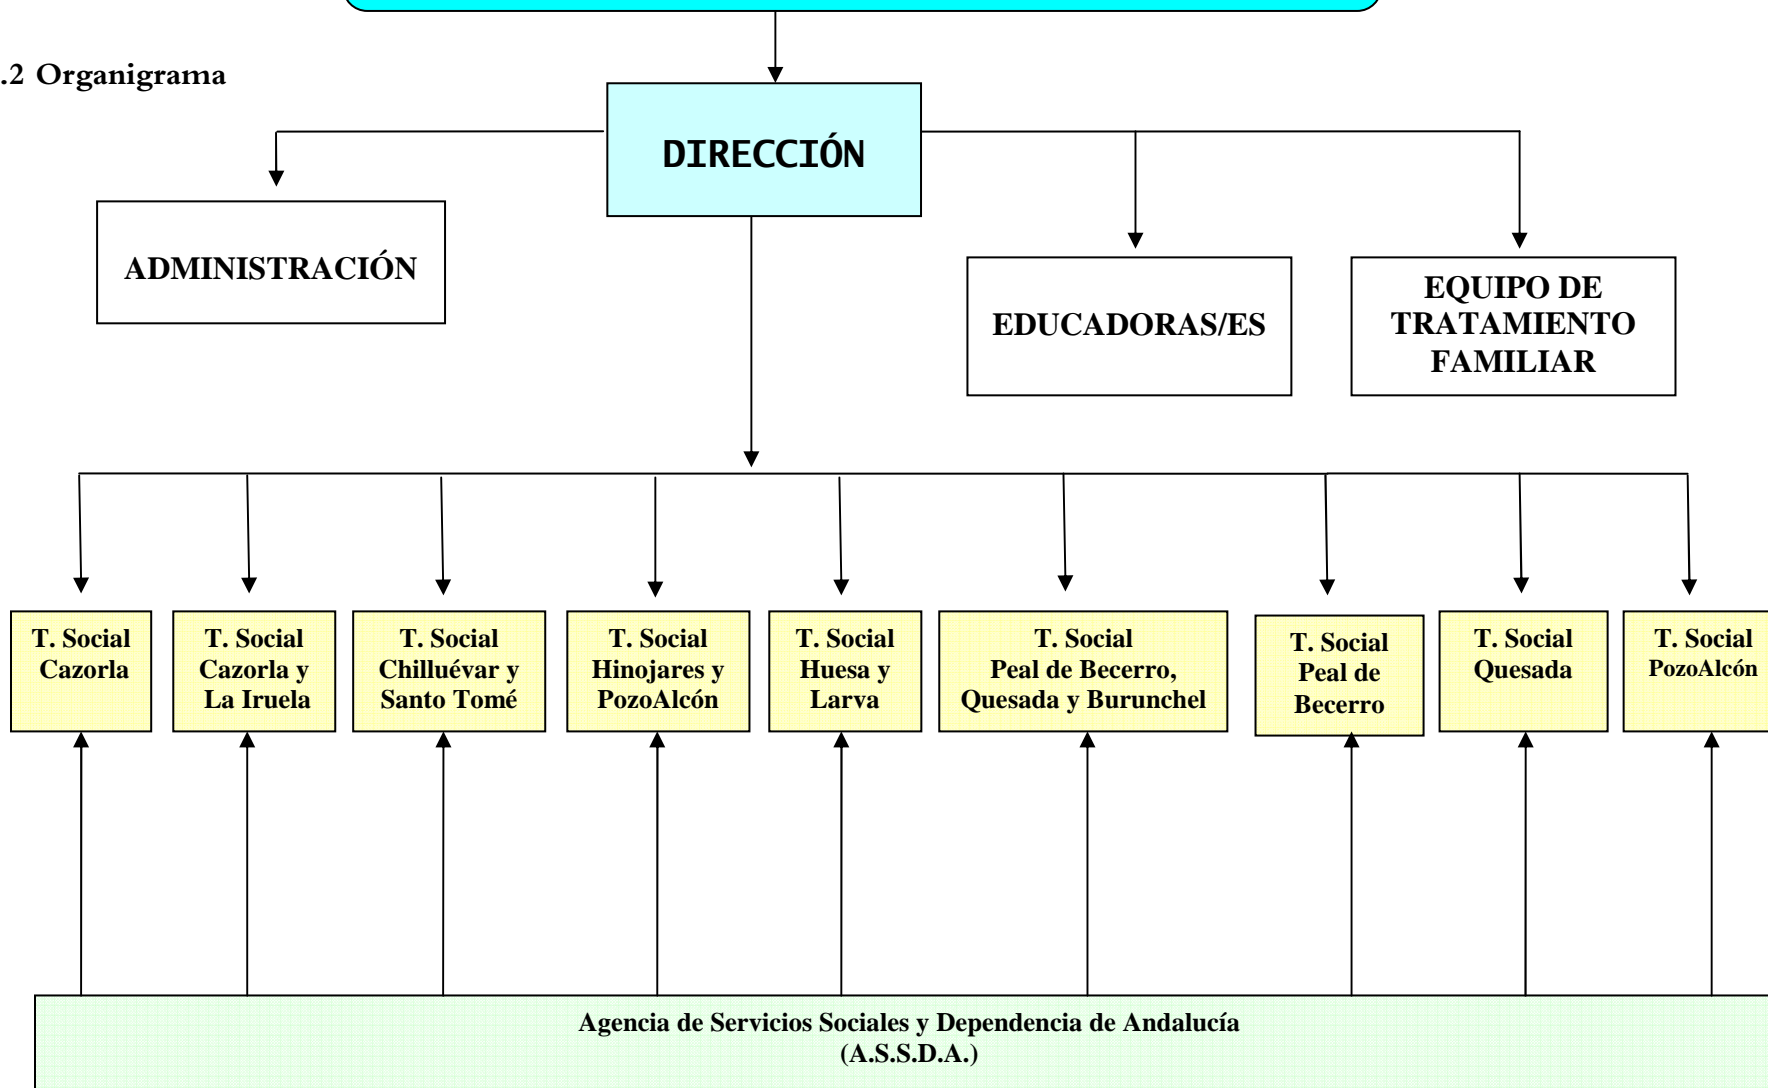 .2 Organigrama
DIRECCIÓN
ADMINISTRACIÓN
EDUCADORAS/ES
EQUIPO DE
TRATAMIENTO
FAMILIAR
T. Social
Cazorla
T. Social
Cazorla y
La Iruela
T. Social
Chilluévar y
Santo Tomé
T. Social
Hinojares y
PozoAlcón
T. Social
Huesa y
Larva
T. Social
Peal de Becerro,
Quesada y Burunchel
T. Social
Peal de
Becerro
T. Social
Quesada
T. Social
PozoAlcón
Agencia de Servicios Sociales y Dependencia de Andalucía
(A.S.S.D.A.)